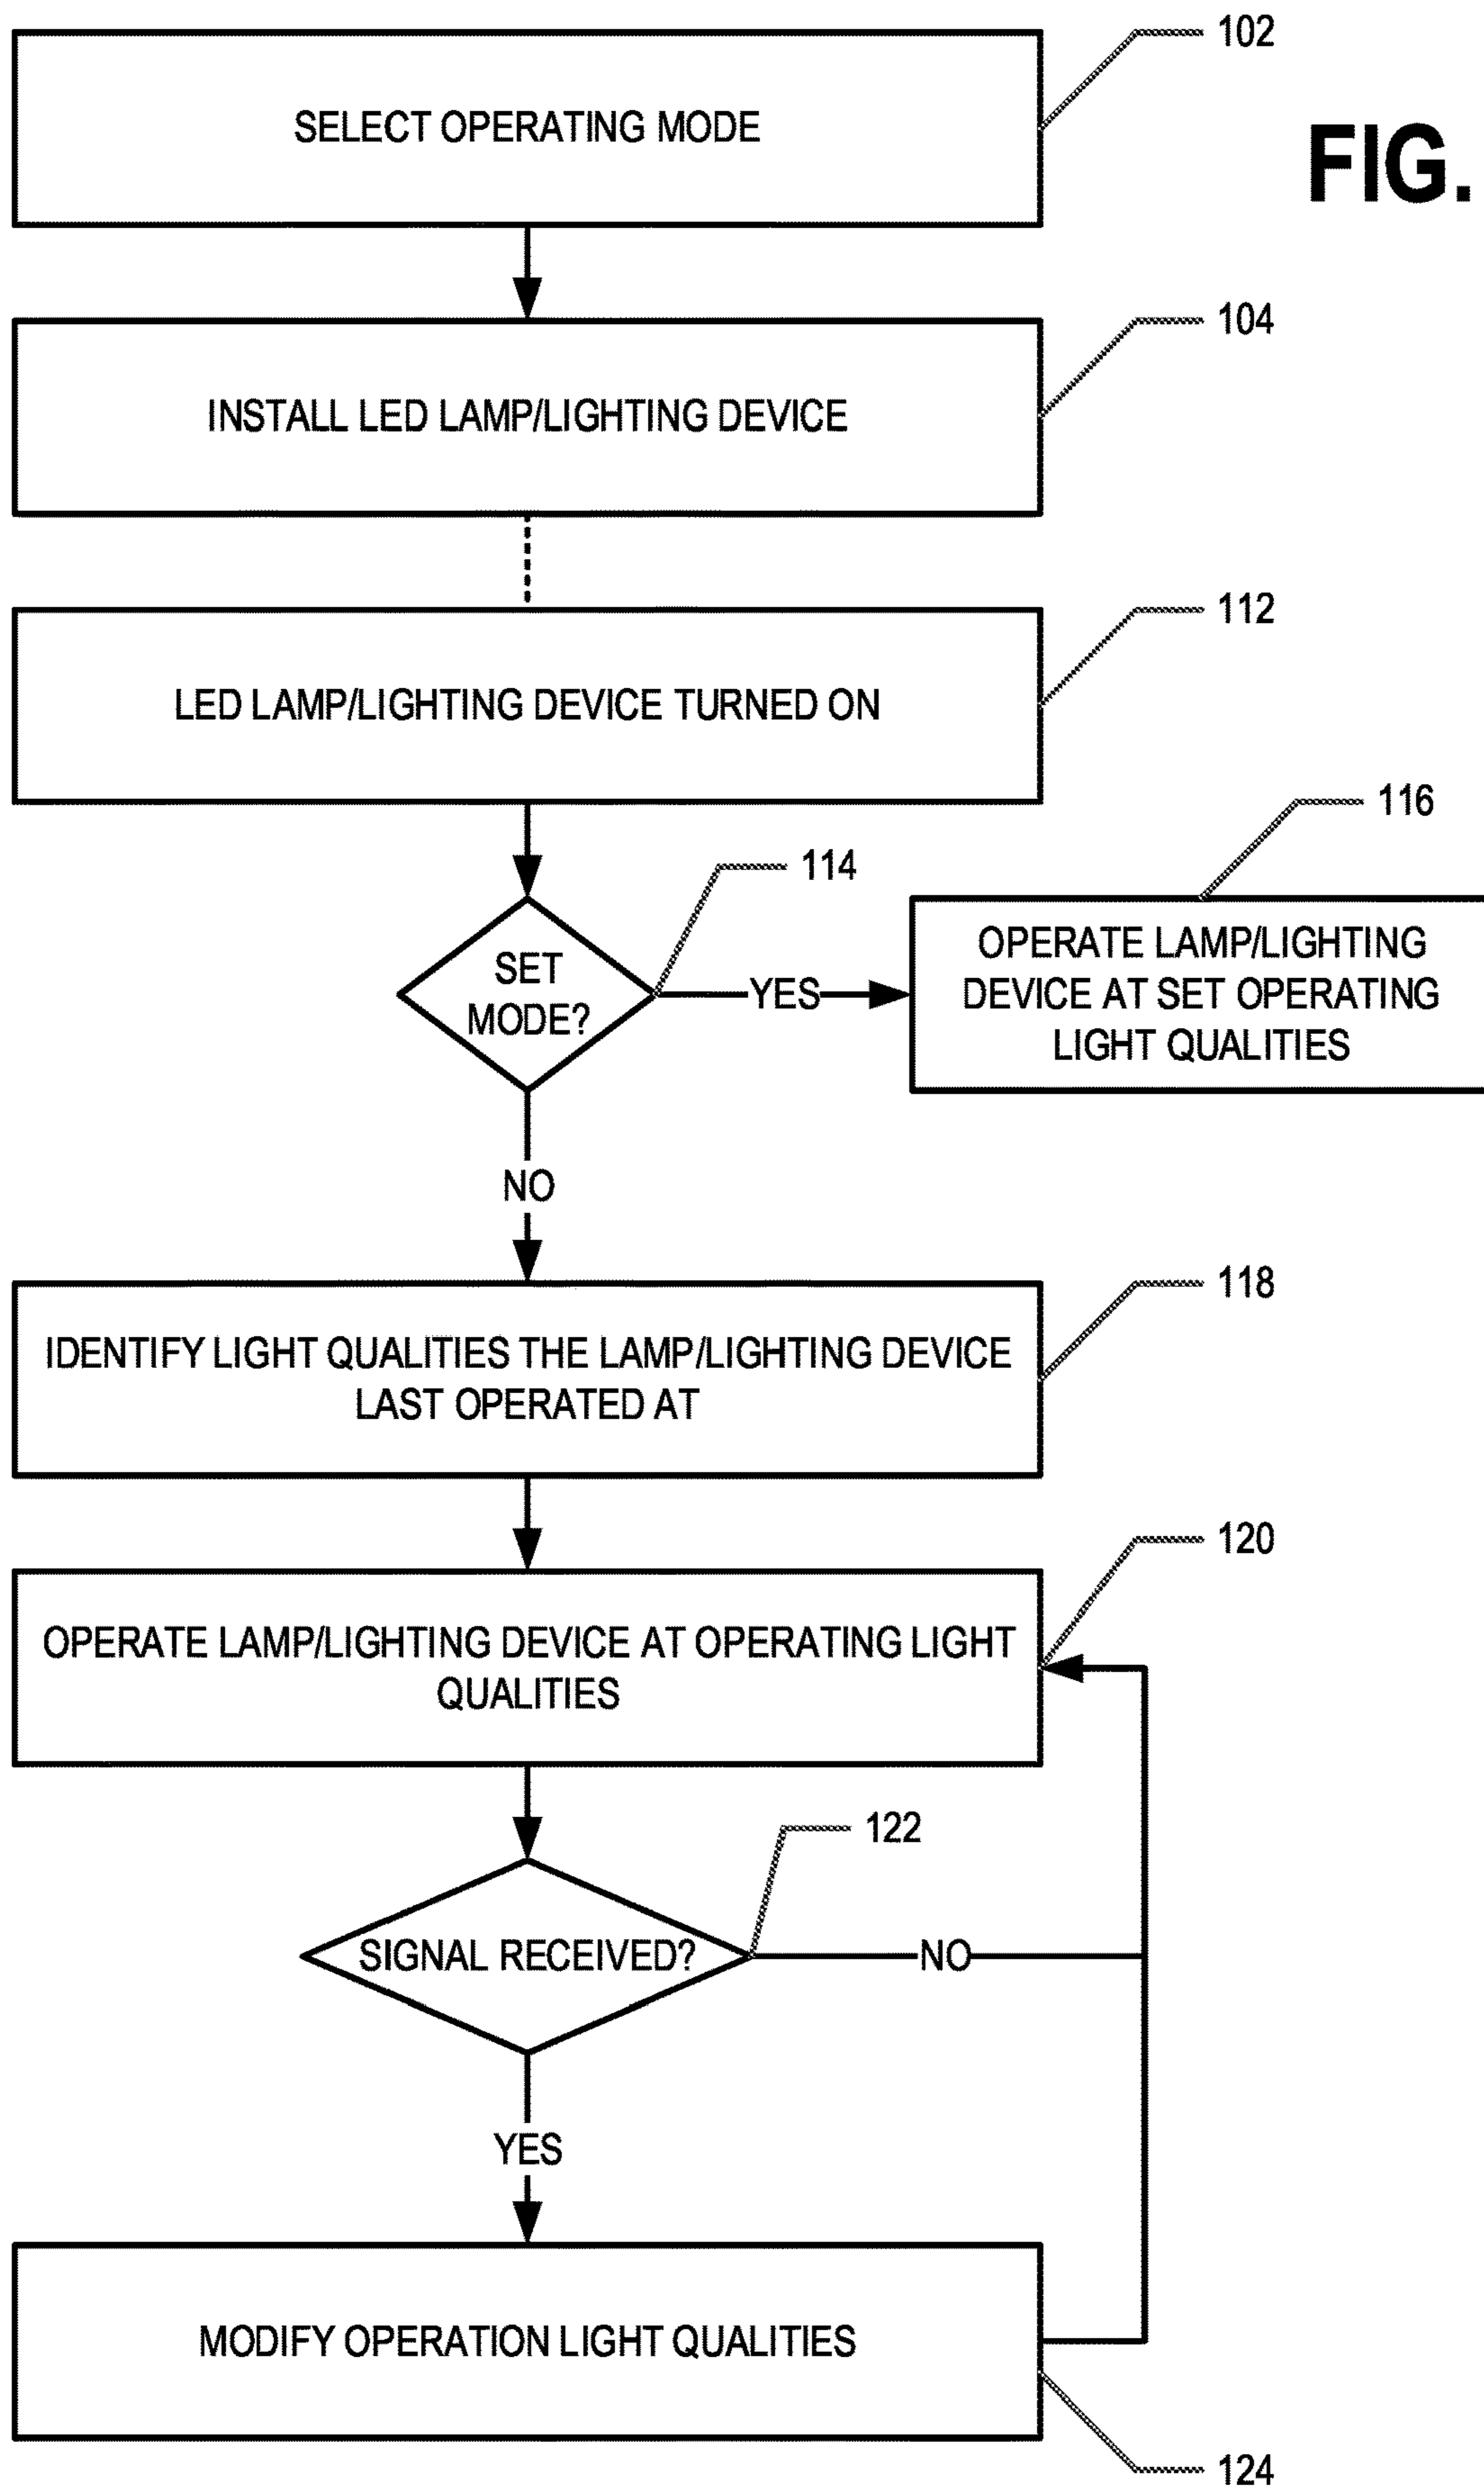 102
SELECT OPERATING MODE
FIG.
104
INSTALL LED LAMP/LIGHTING DEVICE
112
LED LAMP/LIGHTING DEVICE TURNED ON
116
114
SET
MODE?
YES
OPERATE LAMP/LIGHTING
DEVICE AT SET OPERATING
LIGHT QUALITIES
NO
118
IDENTIFY LIGHT QUALITIES THE LAMP/LIGHTING DEVICE
LAST OPERATED AT
120
OPERATE LAMP/LIGHTING DEVICE AT OPERATING LIGHT
QUALITIES
122
SIGNAL RECEIVED?
NO
YES
MODIFY OPERATION LIGHT QUALITIES
124